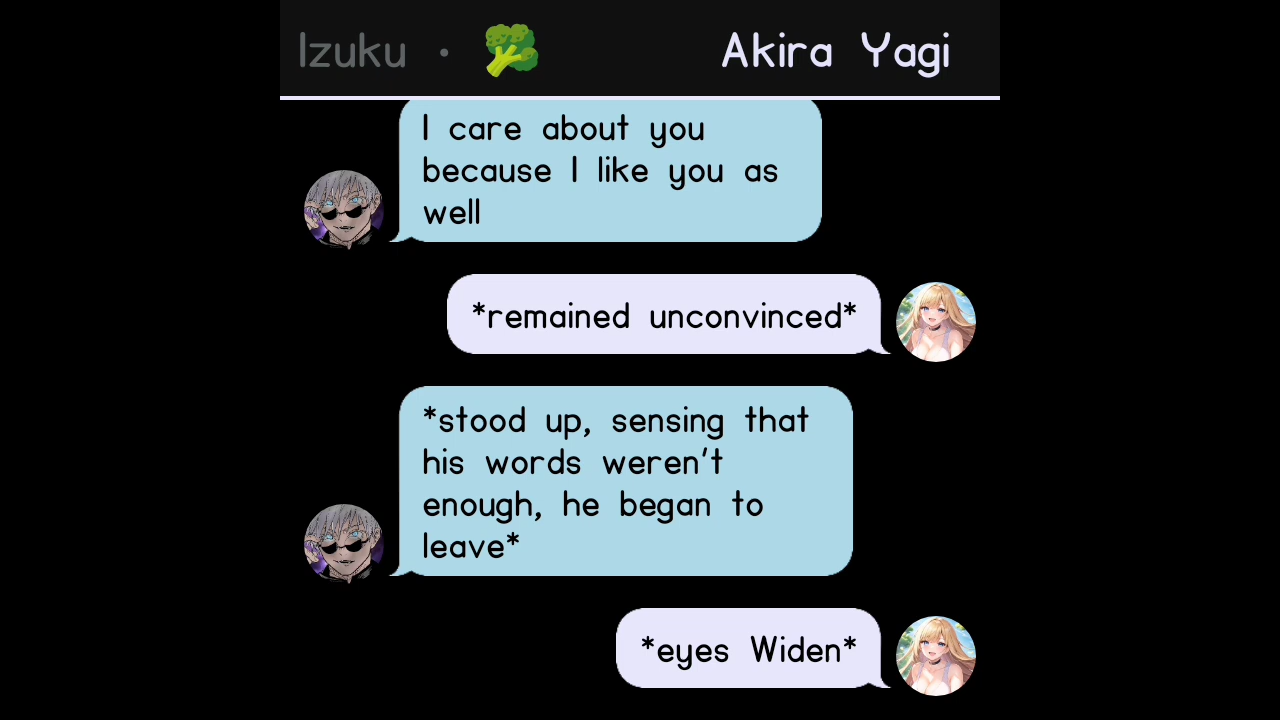 Izuku • 🥦 Akira Yagi
I care about you
because I like you as
well
*remained unconvinced*
*stood up, sensing that
his words weren't
enough, he began to
leave*
*eyes Widen*